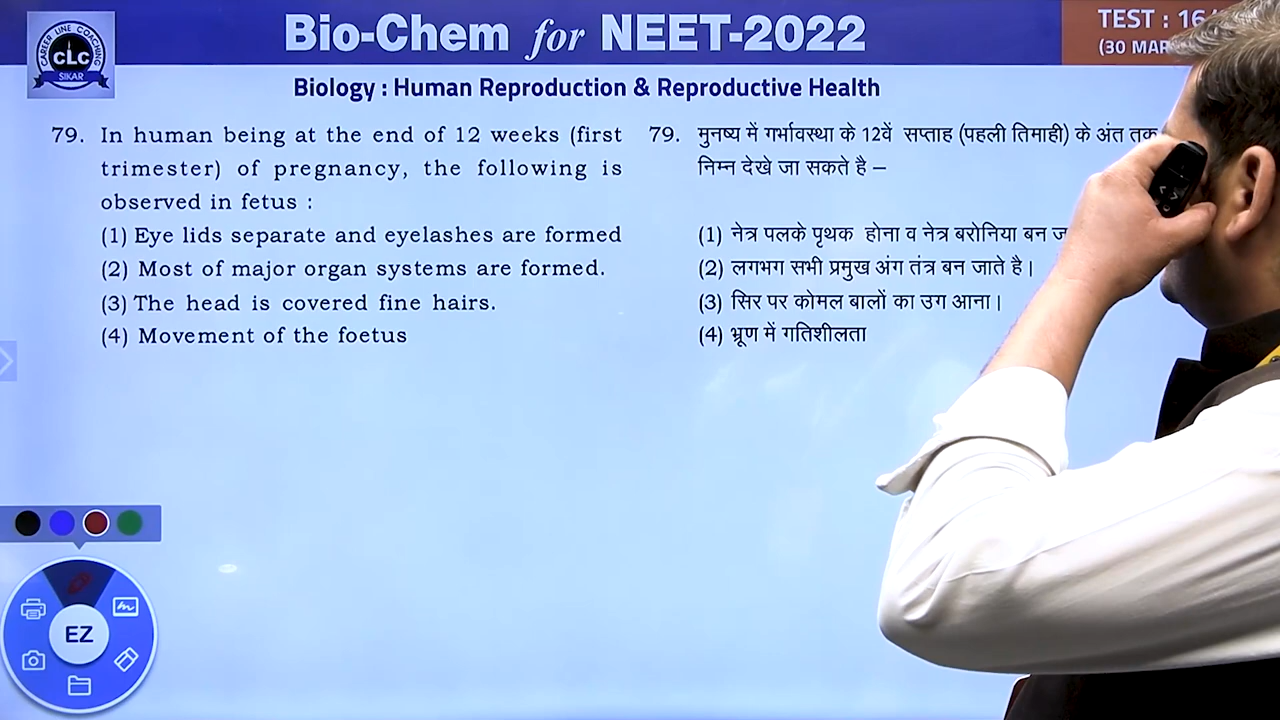 CAREER LINE COACHING
CLC
SIKAR
Bio-Chem for NEET-2022
TEST : 16
(30 MAR
Biology : Human Reproduction & Reproductive Health
79. In human being at the end of 12 weeks (first
trimester) of pregnancy, the following is
observed in fetus :
(1) Eye lids separate and eyelashes are formed
(2) Most of major organ systems are formed.
(3) The head is covered fine hairs.
(4) Movement of the foetus
79. मुनष्य में गर्भावस्था के 12वें सप्ताह (पहली तिमाही) के अंत तक
निम्न देखे जा सकते है –
(1) नेत्र पलके पृथक होना व नेत्र बरोनिया बन
(2) लगभग सभी प्रमुख अंग तंत्र बन जाते है।
(3) सिर पर कोमल बालों का उग आना।
(4) भ्रूण में गतिशीलता
EZ